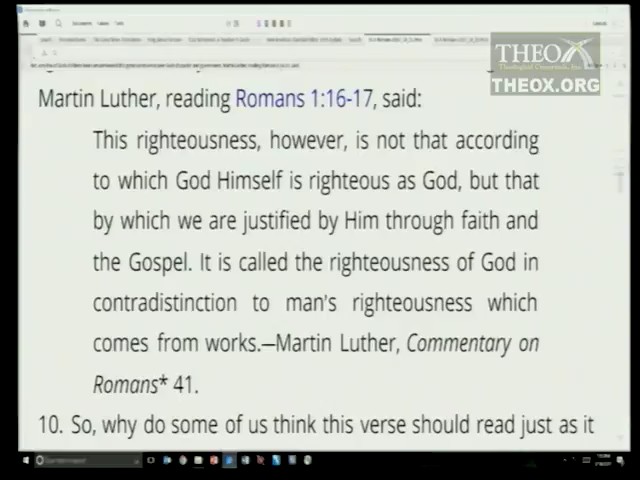 THEOX
THEOX.ORG
Martin Luther, reading Romans 1:16-17, said:
This righteousness, however, is not that according
to which God Himself is righteous as God, but that
by which we are justified by Him through faith and
the Gospel. It is called the righteousness of God in
contradistinction to man's righteousness which
comes from works.—Martin Luther, Commentary on
Romans* 41.
10. So, why do some of us think this verse should read just as it